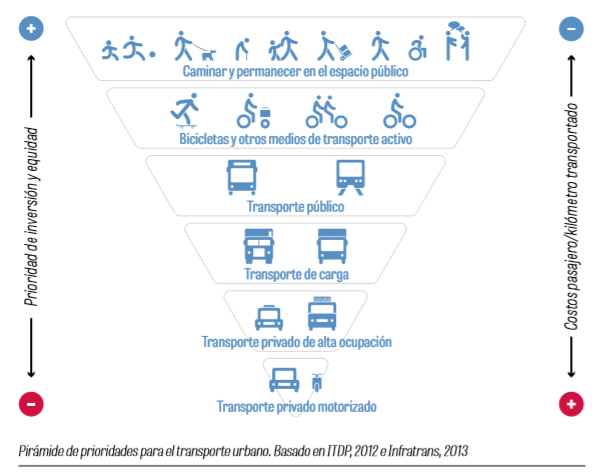 +
−
Caminar y permanecer en el espacio público
Bicicletas y otros medios de transporte activo
Transporte público
Transporte de carga
Transporte privado de alta ocupación
Transporte privado motorizado
Prioridad de inversión y equidad
Costos pasajero/kilómetro transportado
−
+
Pirámide de prioridades para el transporte urbano. Basado en ITDP, 2012 e Infratrans, 2013